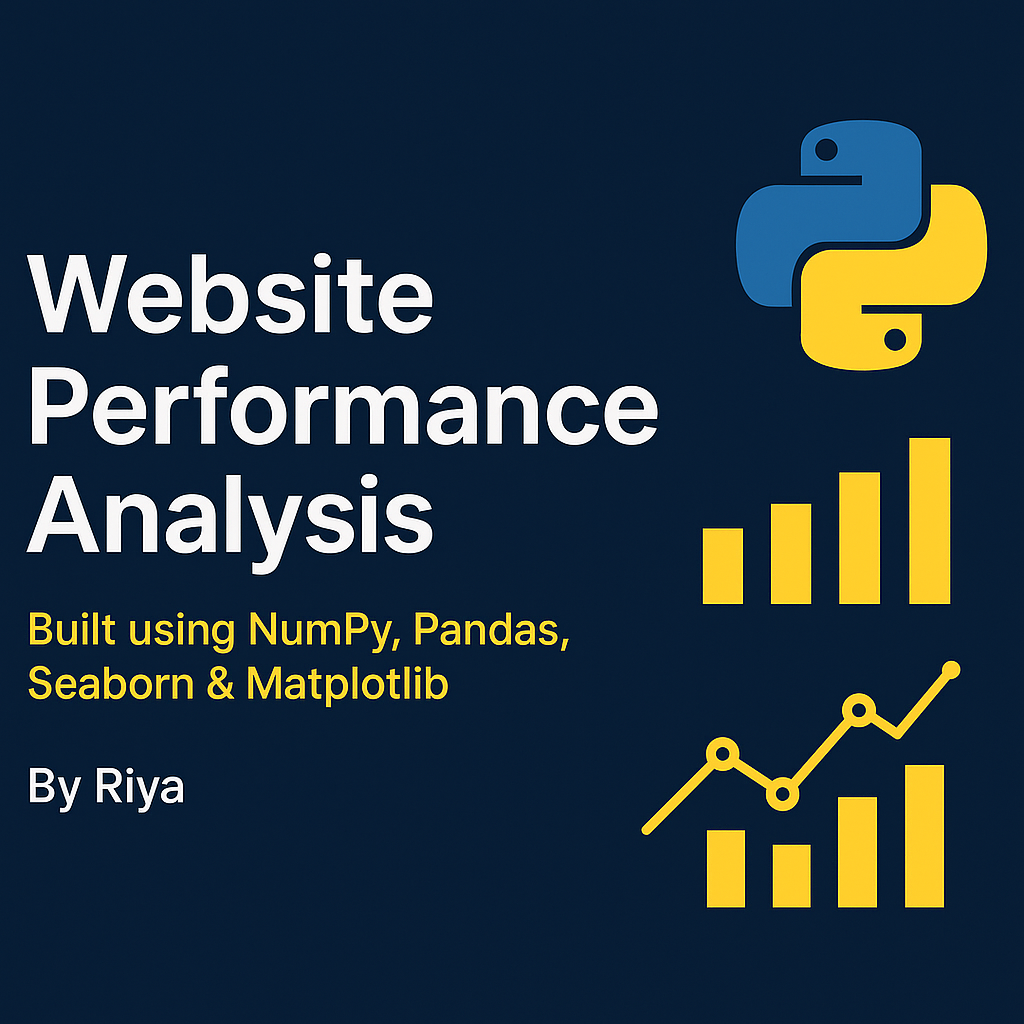 Website
Performance
Analysis
Built using NumPy, Pandas,
Seaborn & Matplotlib
By Riya